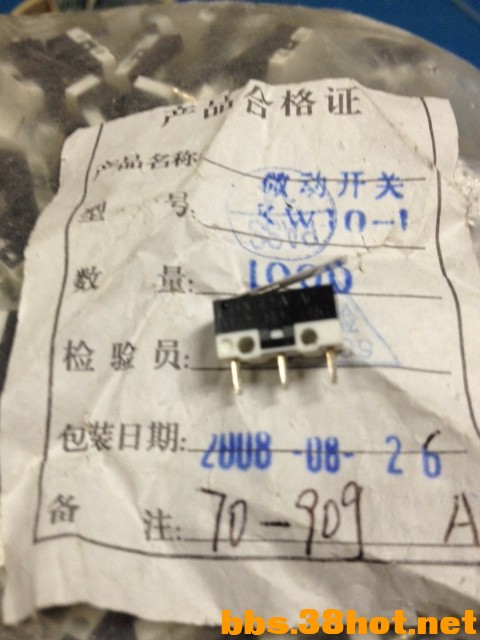 产品合格证
产品名称 微动开关
型 号 KW10-1
数 量: 1000
检验员:
包装日期: 2008-08-26
备 注: 70-909 A
bbs.38hot.net